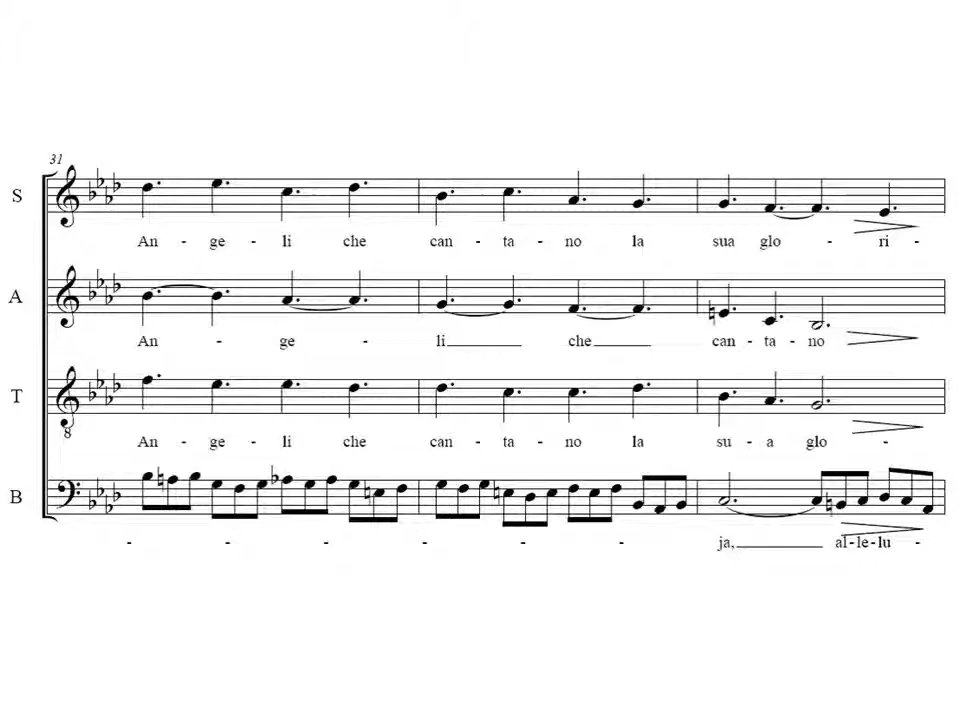 31
S
An - ge - li che can - ta - no la sua glo - ri -
A
An - ge - li che can - ta - no
T
8
An - ge - li che can - ta - no la su - a glo -
B
- - - - - - ja, al - le - lu -